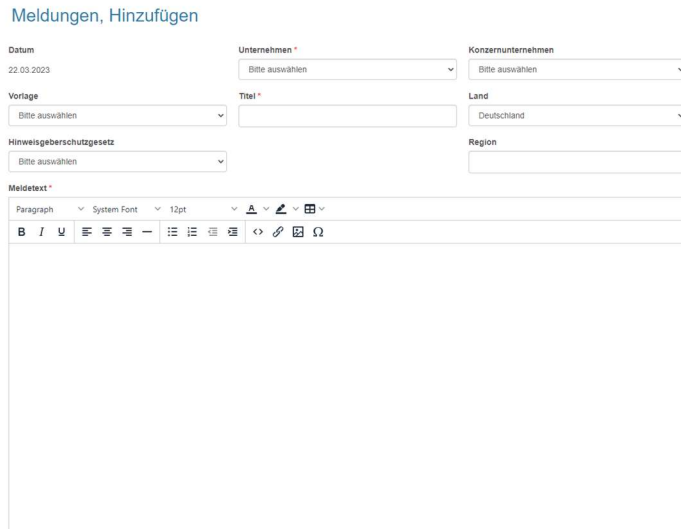 Meldungen, Hinzufügen
Datum Unternehmen * Konzernunternehmen
22.03.2023 Bitte auswählen Bitte auswählen
Vorlage Titel * Land
Bitte auswählen Deutschland
Hinweisgeberschutzgesetz Region
Bitte auswählen
Meldetext *
Paragraph System Font 12pt A
B I U Ω